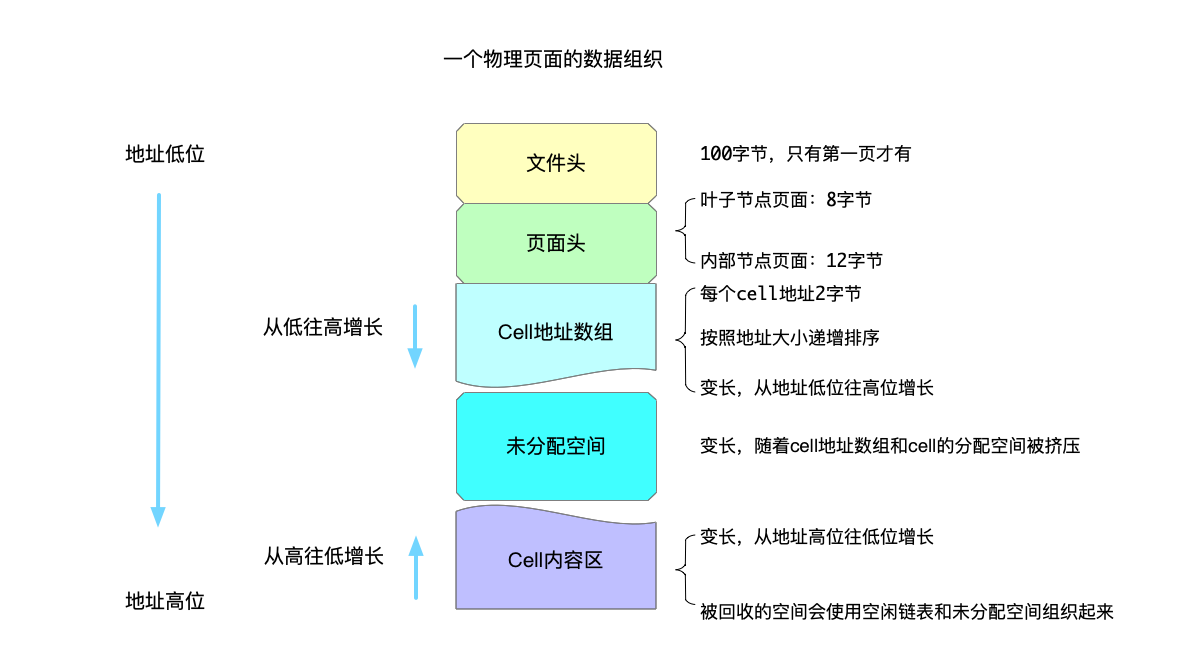 一个物理页面的数据组织
地址低位
文件头
100字节，只有第一页才有
叶子节点页面：8字节
页面头
内部节点页面：12字节
每个cell地址2字节
从低往高增长
Cell地址数组
按照地址大小递增排序
变长，从地址低位往高位增长
未分配空间
变长，随着cell地址数组和cell的分配空间被挤压
变长，从地址高位往低位增长
从高往低增长
Cell内容区
地址高位
被回收的空间会使用空闲链表和未分配空间组织起来